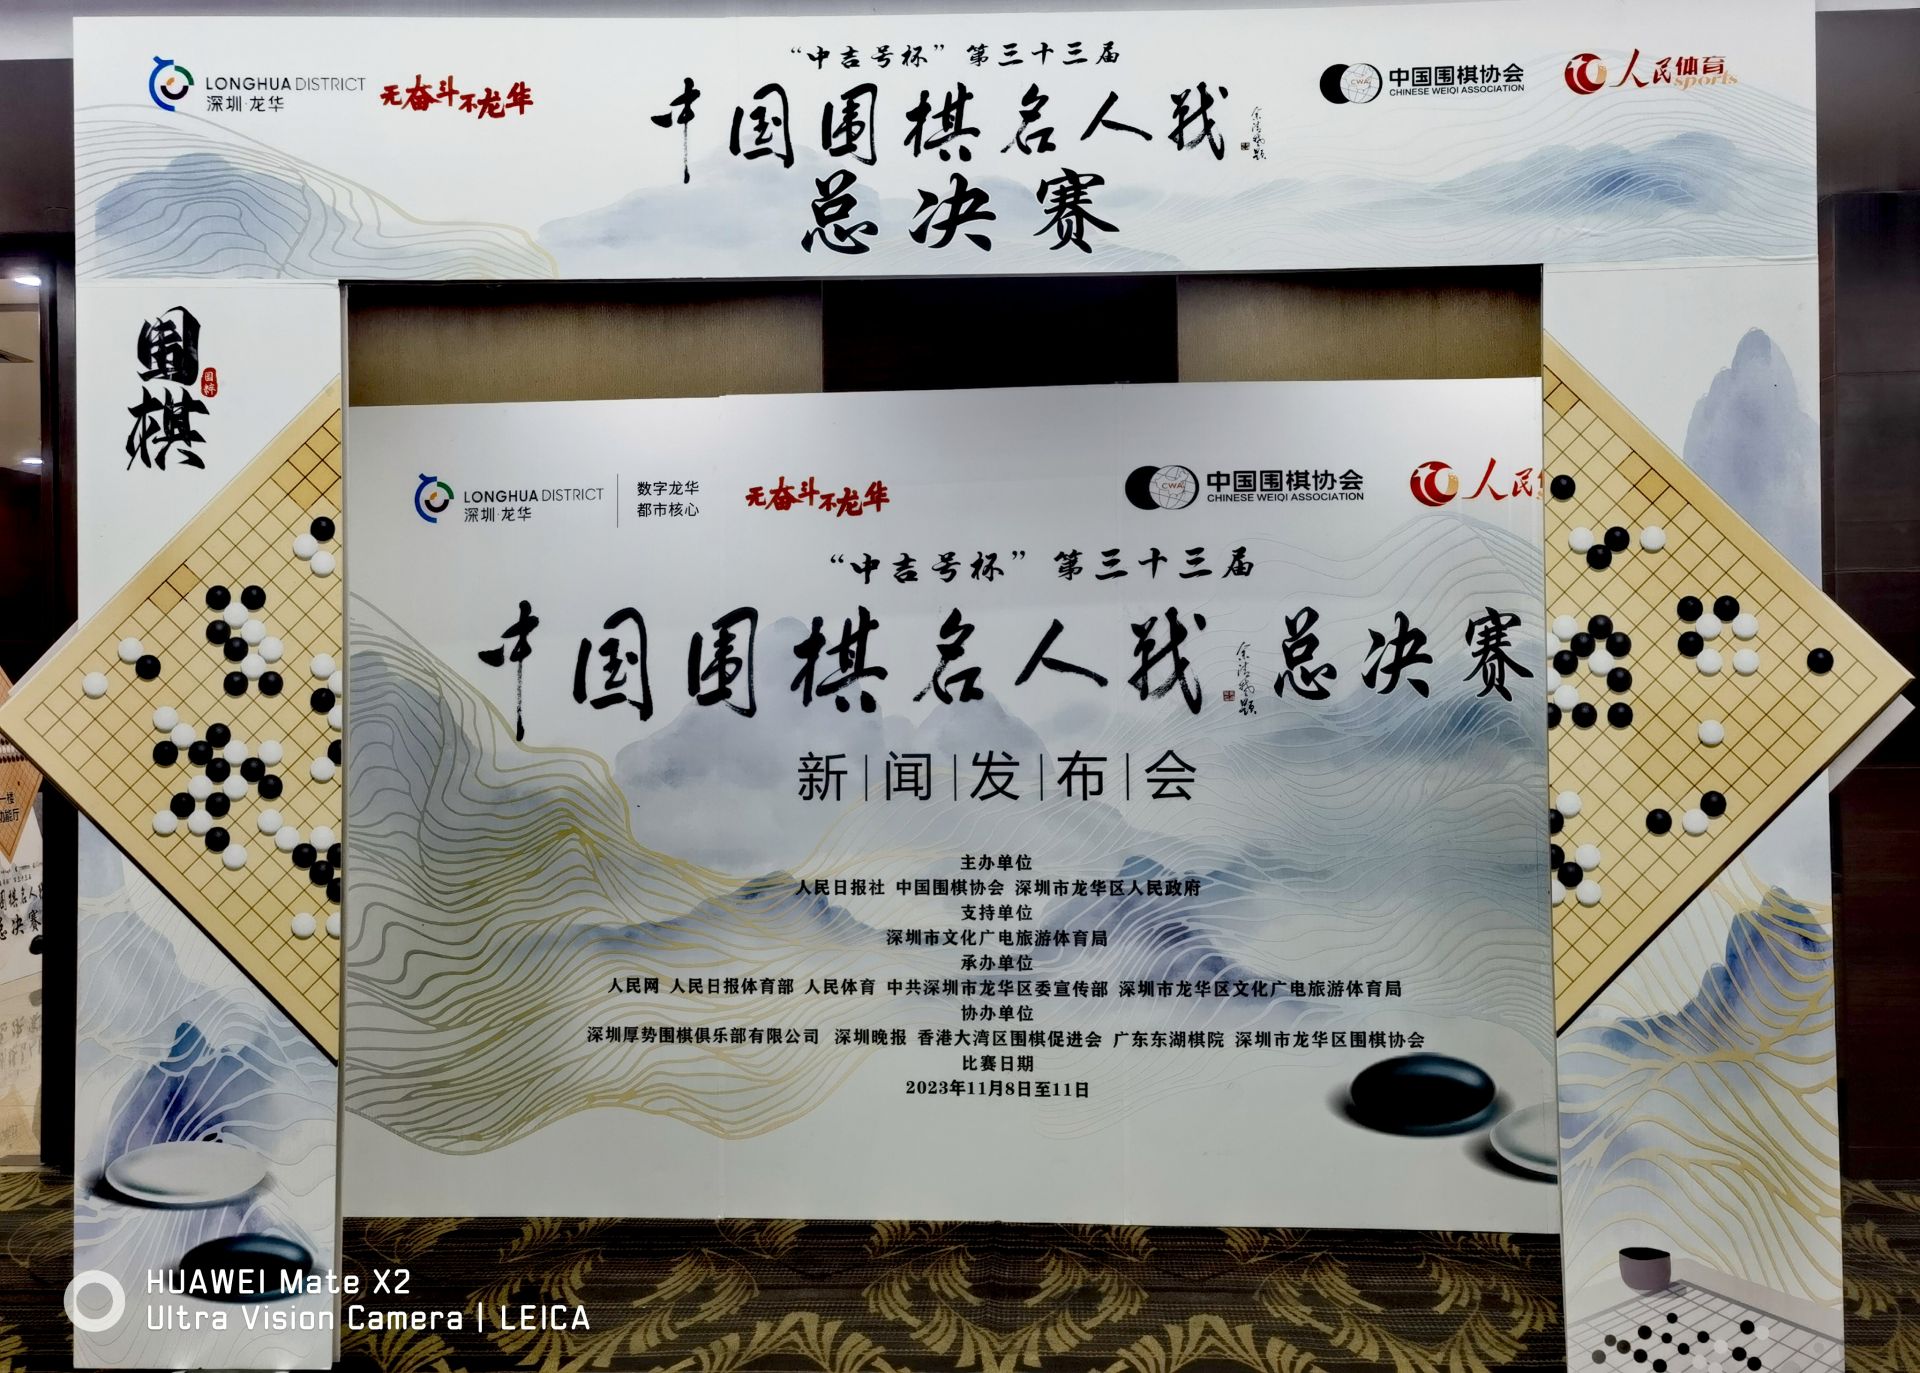 LONGHUA DISTRICT
深圳·龙华
无奋斗 不龙华
“中吉号杯”第三十三届
中国围棋名人战
总决赛
中国围棋协会
CHINESE WEIQI ASSOCIATION
CWA
人民体育
sports
围棋
LONGHUA DISTRICT
深圳·龙华
数字龙华
都市核心
无奋斗 不龙华
中国围棋协会
CHINESE WEIQI ASSOCIATION
CWA
人民
“中吉号杯”第三十三届
中国围棋名人战 总决赛
新|闻|发|布|会
主办单位
人民日报社 中国围棋协会 深圳市龙华区人民政府
支持单位
深圳市文化广电旅游体育局
承办单位
人民网 人民日报体育部 人民体育 中共深圳市龙华区委宣传部 深圳市龙华区文化广电旅游体育局
协办单位
深圳厚势围棋俱乐部有限公司 深圳晚报 香港大湾区围棋促进会 广东东湖棋院 深圳市龙华区围棋协会
比赛日期
2023年11月8日至11日
HUAWEI Mate X2
Ultra Vision Camera | LEICA